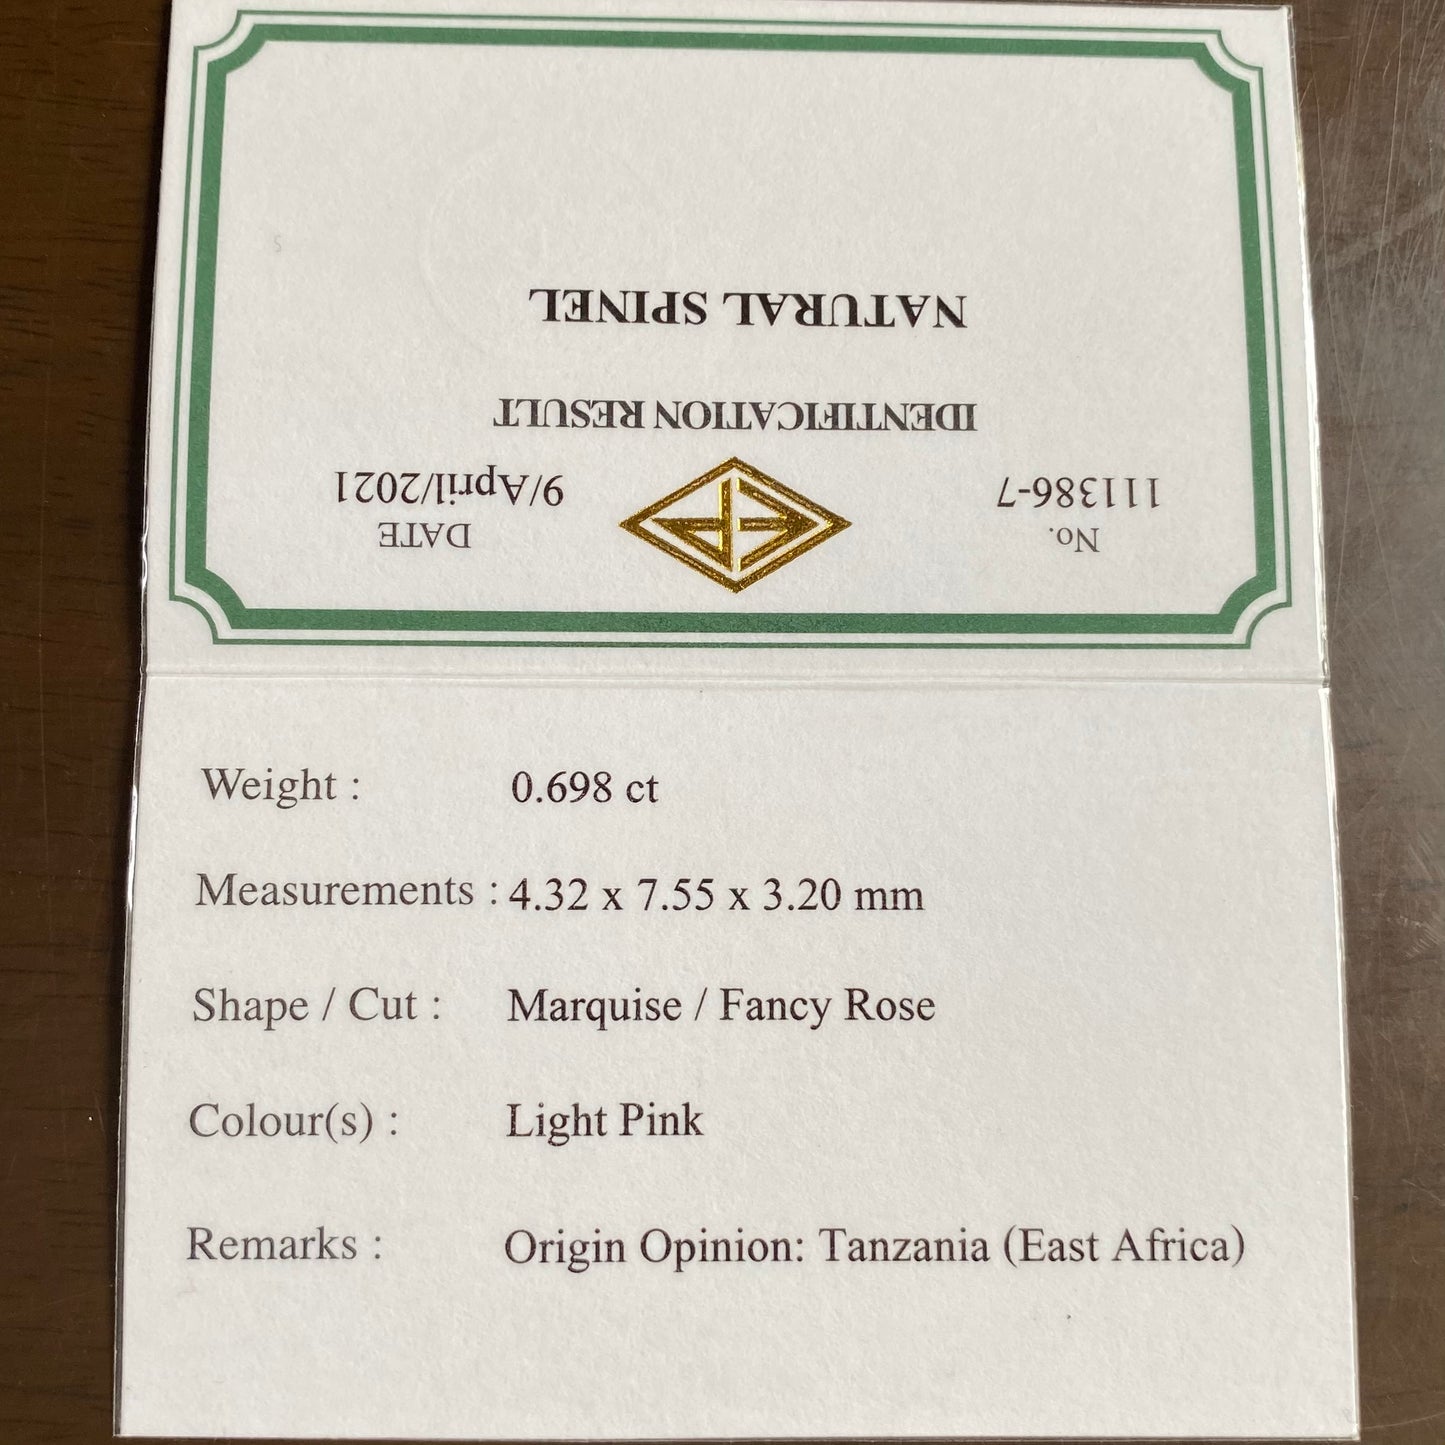 No.
111386-7
DATE
9/April/2021
IDENTIFICATION RESULT
NATURAL SPINEL
Weight : 0.698 ct
Measurements : 4.32 x 7.55 x 3.20 mm
Shape / Cut : Marquise / Fancy Rose
Colour(s) : Light Pink
Remarks : Origin Opinion: Tanzania (East Africa)